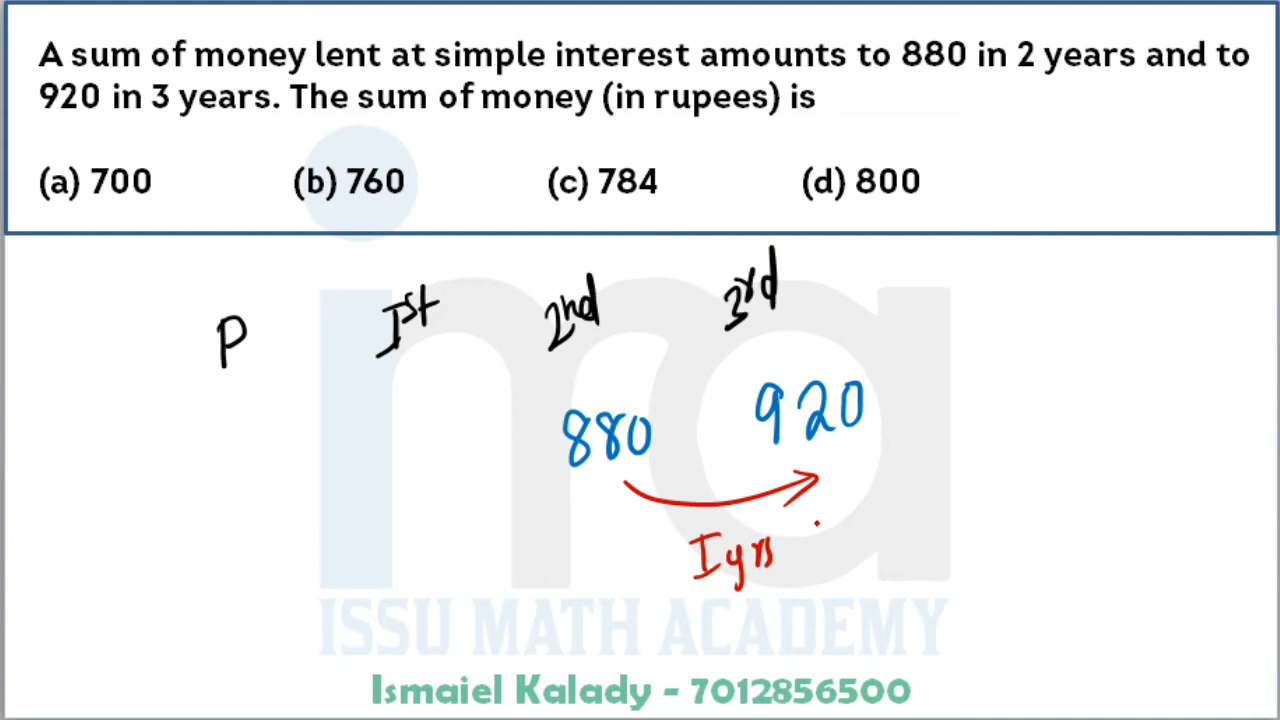 A sum of money lent at simple interest amounts to 880 in 2 years and to
920 in 3 years. The sum of money (in rupees) is
(a) 700 (b) 760 (c) 784 (d) 800
P Ist 2nd 3rd
880 920
I yrs
ISSU MATH ACADEMY
Ismaiel Kalady - 7012856500